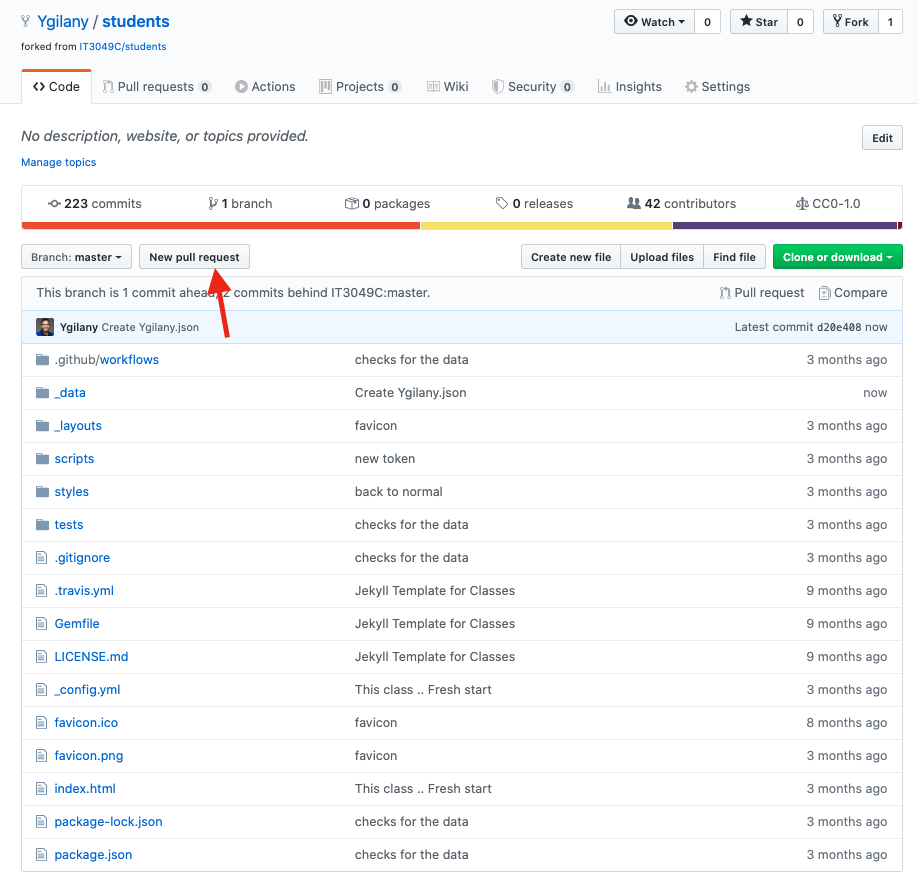 Ygilany / students
Watch 0 Star 0 Fork 1
forked from IT3049C/students
Code Pull requests 0 Actions Projects 0 Wiki Security 0 Insights Settings
No description, website, or topics provided.
Edit
Manage topics
223 commits 1 branch 0 packages 0 releases 42 contributors CC0-1.0
Branch: master New pull request Create new file Upload files Find file Clone or download
This branch is 1 commit ahead, 2 commits behind IT3049C:master. Pull request Compare
Ygilany Create Ygilany.json Latest commit d20e408 now
.github/workflows checks for the data 3 months ago
_data Create Ygilany.json now
_layouts favicon 3 months ago
scripts new token 3 months ago
styles back to normal 3 months ago
tests checks for the data 3 months ago
.gitignore checks for the data 3 months ago
.travis.yml Jekyll Template for Classes 9 months ago
Gemfile Jekyll Template for Classes 9 months ago
LICENSE.md Jekyll Template for Classes 9 months ago
_config.yml This class .. Fresh start 3 months ago
favicon.ico favicon 8 months ago
favicon.png favicon 3 months ago
index.html This class .. Fresh start 3 months ago
package-lock.json checks for the data 3 months ago
package.json checks for the data 3 months ago